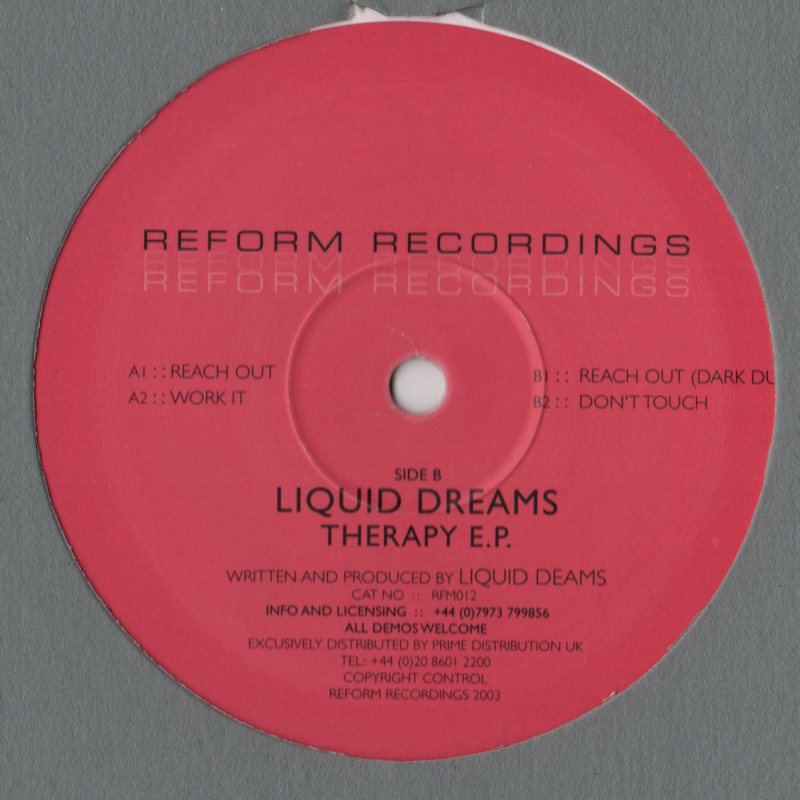 REFORM RECORDINGS
REFORM RECORDINGS
REFORM RECORDINGS
A1 :: REACH OUT
A2 :: WORK IT
B1 :: REACH OUT (DARK DU
B2 :: DON'T TOUCH
SIDE B
LIQUID DREAMS
THERAPY E.P.
WRITTEN AND PRODUCED BY LIQUID DEAMS
CAT NO :: RFM012
INFO AND LICENSING :: +44 (0)7973 799856
ALL DEMOS WELCOME
EXCUSIVELY DISTRIBUTED BY PRIME DISTRIBUTION UK
TEL:: +44 (0)20 8601 2200
COPYRIGHT CONTROL
REFORM RECORDINGS 2003